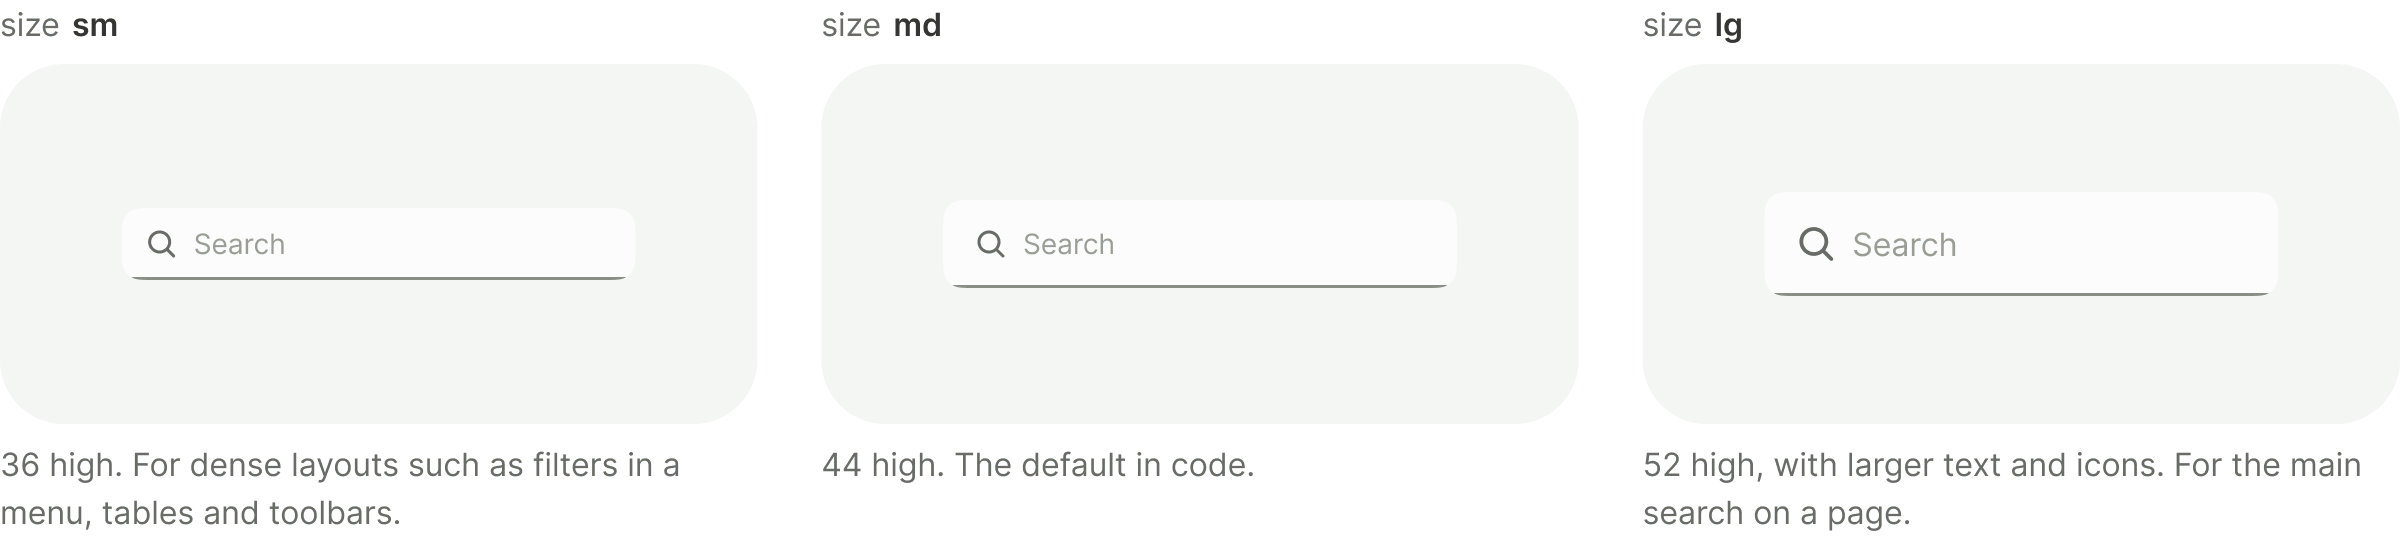 size sm
Search
36 high. For dense layouts such as filters in a
menu, tables and toolbars.
size md
Search
44 high. The default in code.
size lg
Search
52 high, with larger text and icons. For the main
search on a page.